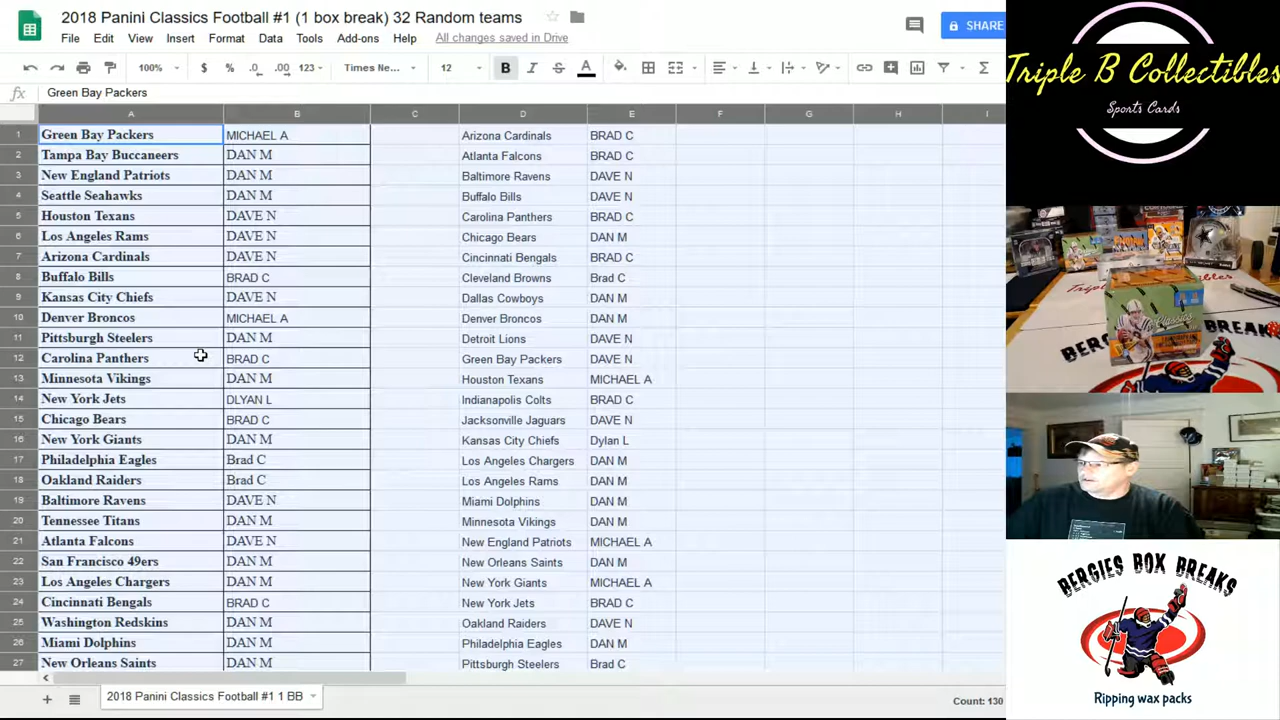 2018 Panini Classics Football #1 (1 box break) 32 Random teams
File Edit View Insert Format Tools Add-ons Help All changes saved in Drive
SHARE
100% $ % .0 .00 123 Times Ne... 12 B I S A
fx Green Bay Packers
A B C D E F G H I
1 Green Bay Packers MICHAEL A Arizona Cardinals BRAD C
2 Tampa Bay Buccaneers DAN M Atlanta Falcons BRAD C
3 New England Patriots DAN M Baltimore Ravens DAVE N
4 Seattle Seahawks DAN M Buffalo Bills DAVE N
5 Houston Texans DAVE N Carolina Panthers BRAD C
6 Los Angeles Rams DAVE N Chicago Bears DAN M
7 Arizona Cardinals DAVE N Cincinnati Bengals BRAD C
8 Buffalo Bills BRAD C Cleveland Browns Brad C
9 Kansas City Chiefs DAVE N Dallas Cowboys DAN M
10 Denver Broncos MICHAEL A Denver Broncos DAN M
11 Pittsburgh Steelers DAN M Detroit Lions DAVE N
12 Carolina Panthers BRAD C Green Bay Packers DAVE N
13 Minnesota Vikings DAN M Houston Texans MICHAEL A
14 New York Jets DLYAN L Indianapolis Colts BRAD C
15 Chicago Bears BRAD C Jacksonville Jaguars DAVE N
16 New York Giants DAN M Kansas City Chiefs Dylan L
17 Philadelphia Eagles Brad C Los Angeles Chargers DAN M
18 Oakland Raiders Brad C Los Angeles Rams DAN M
19 Baltimore Ravens DAVE N Miami Dolphins DAN M
20 Tennessee Titans DAN M Minnesota Vikings DAN M
21 Atlanta Falcons DAVE N New England Patriots MICHAEL A
22 San Francisco 49ers DAN M New Orleans Saints DAN M
23 Los Angeles Chargers DAN M New York Giants MICHAEL A
24 Cincinnati Bengals BRAD C New York Jets BRAD C
25 Washington Redskins DAN M Oakland Raiders DAVE N
26 Miami Dolphins DAN M Philadelphia Eagles DAN M
27 New Orleans Saints DAN M Pittsburgh Steelers Brad C
2018 Panini Classics Football #1 1 BB
Count: 130
Triple B Collectibles
Sports Cards
Classics
BREAK
BERGIES BOX BREAKS
Ripping wax packs